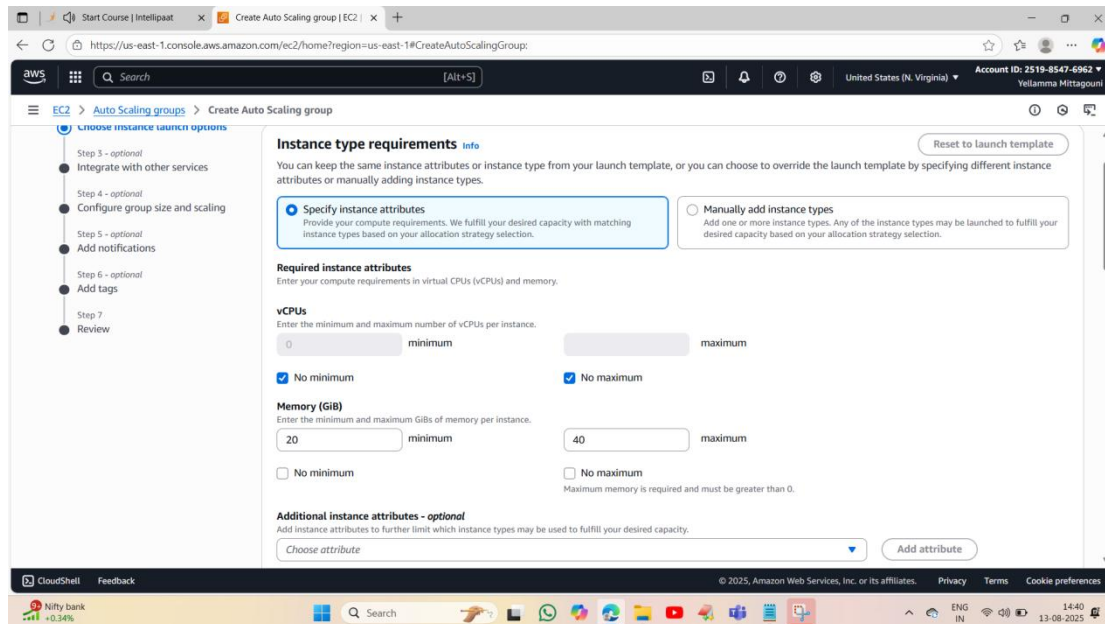 Start Course | Intellipaat
Create Auto Scaling group | EC2 |
https://us-east-1.console.aws.amazon.com/ec2/home?region=us-east-1#CreateAutoScalingGroup:
aws
Search
[Alt+S]
United States (N. Virginia)
Account ID: 2519-8547-6962
Yellamma Mittagouni
EC2 > Auto Scaling groups > Create Auto Scaling group
Choose instance launch options
Step 3 - optional
Integrate with other services
Step 4 - optional
Configure group size and scaling
Step 5 - optional
Add notifications
Step 6 - optional
Add tags
Step 7
Review
Instance type requirements Info
Reset to launch template
You can keep the same instance attributes or instance type from your launch template, or you can choose to override the launch template by specifying different instance
attributes or manually adding instance types.
Specify instance attributes
Provide your compute requirements. We fulfill your desired capacity with matching
instance types based on your allocation strategy selection.
Manually add instance types
Add one or more instance types. Any of the instance types may be launched to fulfill your
desired capacity based on your allocation strategy selection.
Required instance attributes
Enter your compute requirements in virtual CPUs (vCPUs) and memory.
vCPUs
Enter the minimum and maximum number of vCPUs per instance.
0 minimum
maximum
No minimum
No maximum
Memory (GiB)
Enter the minimum and maximum GiBs of memory per instance.
20 minimum
40 maximum
No minimum
No maximum
Maximum memory is required and must be greater than 0.
Additional instance attributes - optional
Add instance attributes to further limit which instance types may be used to fulfill your desired capacity.
Choose attribute
Add attribute
CloudShell Feedback
© 2025, Amazon Web Services, Inc. or its affiliates. Privacy Terms Cookie preferences
Nifty bank
+0.34%
Search
ENG
IN
14:40
13-08-2025